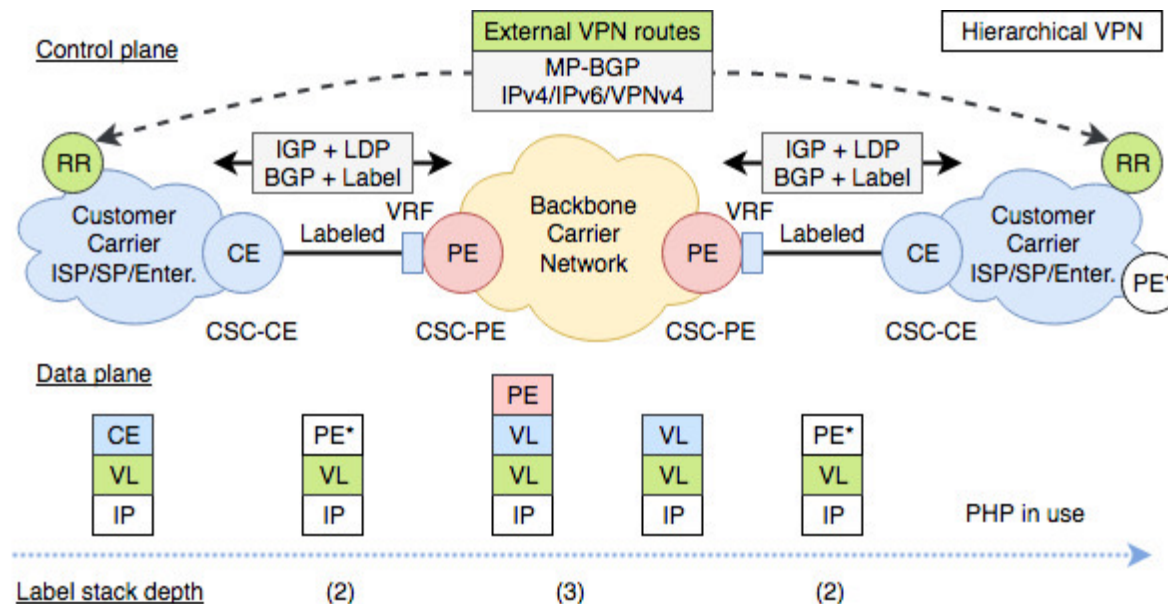 Control plane
External VPN routes
Hierarchical VPN
MP-BGP
IPv4/IPv6/VPNv4
RR
IGP + LDP
BGP + Label
IGP + LDP
BGP + Label
RR
Customer
Carrier
ISP/SP/Enter.
CE
Labeled
VRF
PE
Backbone
Carrier
Network
PE
VRF
Labeled
CE
Customer
Carrier
ISP/SP/Enter.
PE*
CSC-CE
CSC-PE
CSC-PE
CSC-CE
Data plane
CE
VL
IP
PE*
VL
IP
PE
VL
VL
IP
VL
VL
IP
PE*
VL
IP
PHP in use
Label stack depth
(2)
(3)
(2)